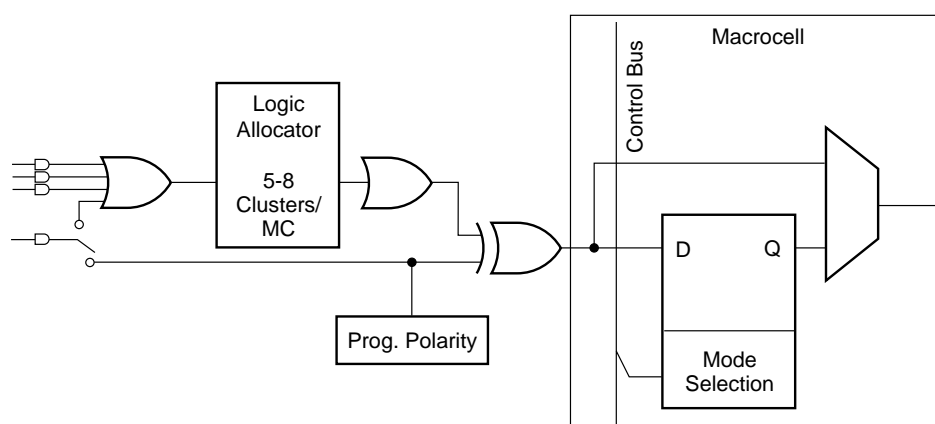 Macrocell
Control Bus
Logic
Allocator
5-8
Clusters/
MC
D
Q
Prog. Polarity
Mode
Selection